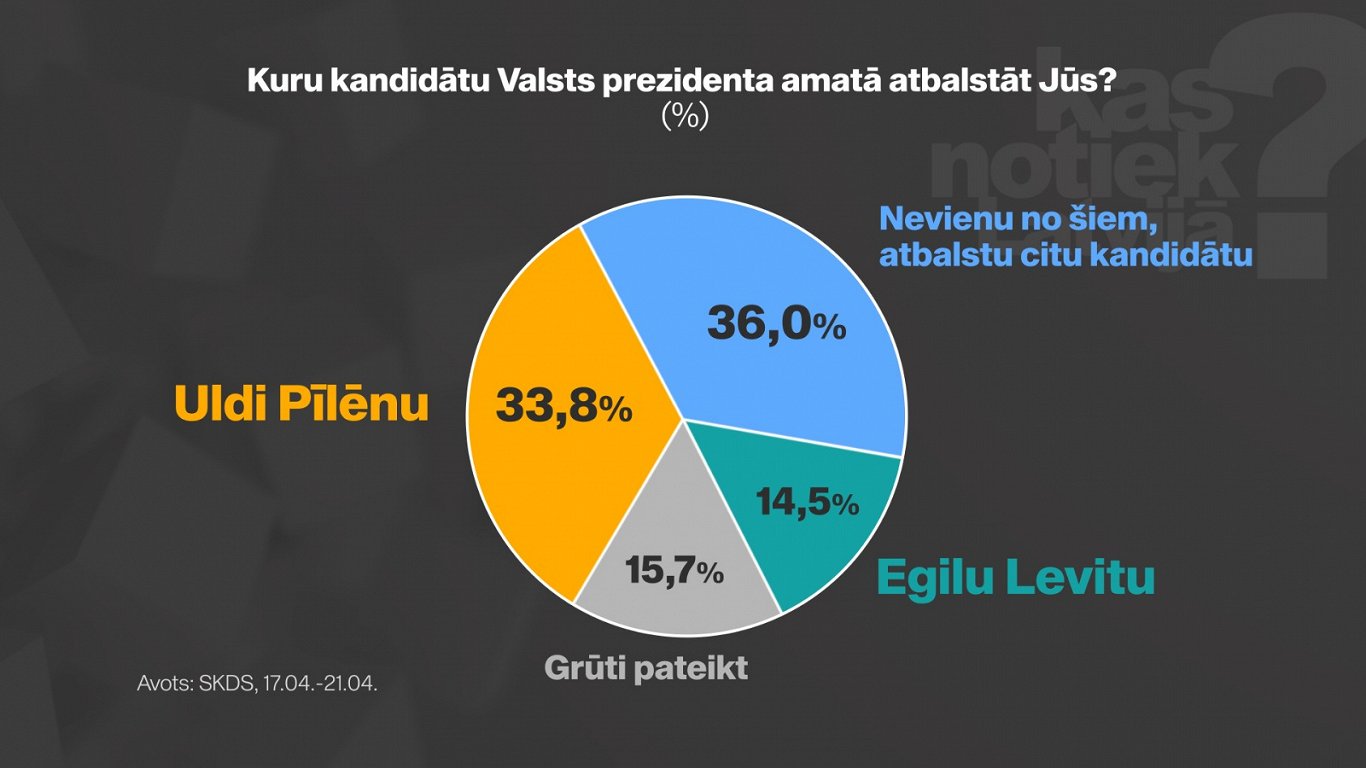 Kuru kandidātu Valsts prezidenta amatā atbalstāt Jūs?
(%)
kas
notiek
Latvijā
?
Nevienu no šiem,
atbalstu citu kandidātu
36,0%
Uldi Pīlēnu
33,8%
14,5%
Egilu Levitu
15,7%
Grūti pateikt
Avots: SKDS, 17.04.-21.04.